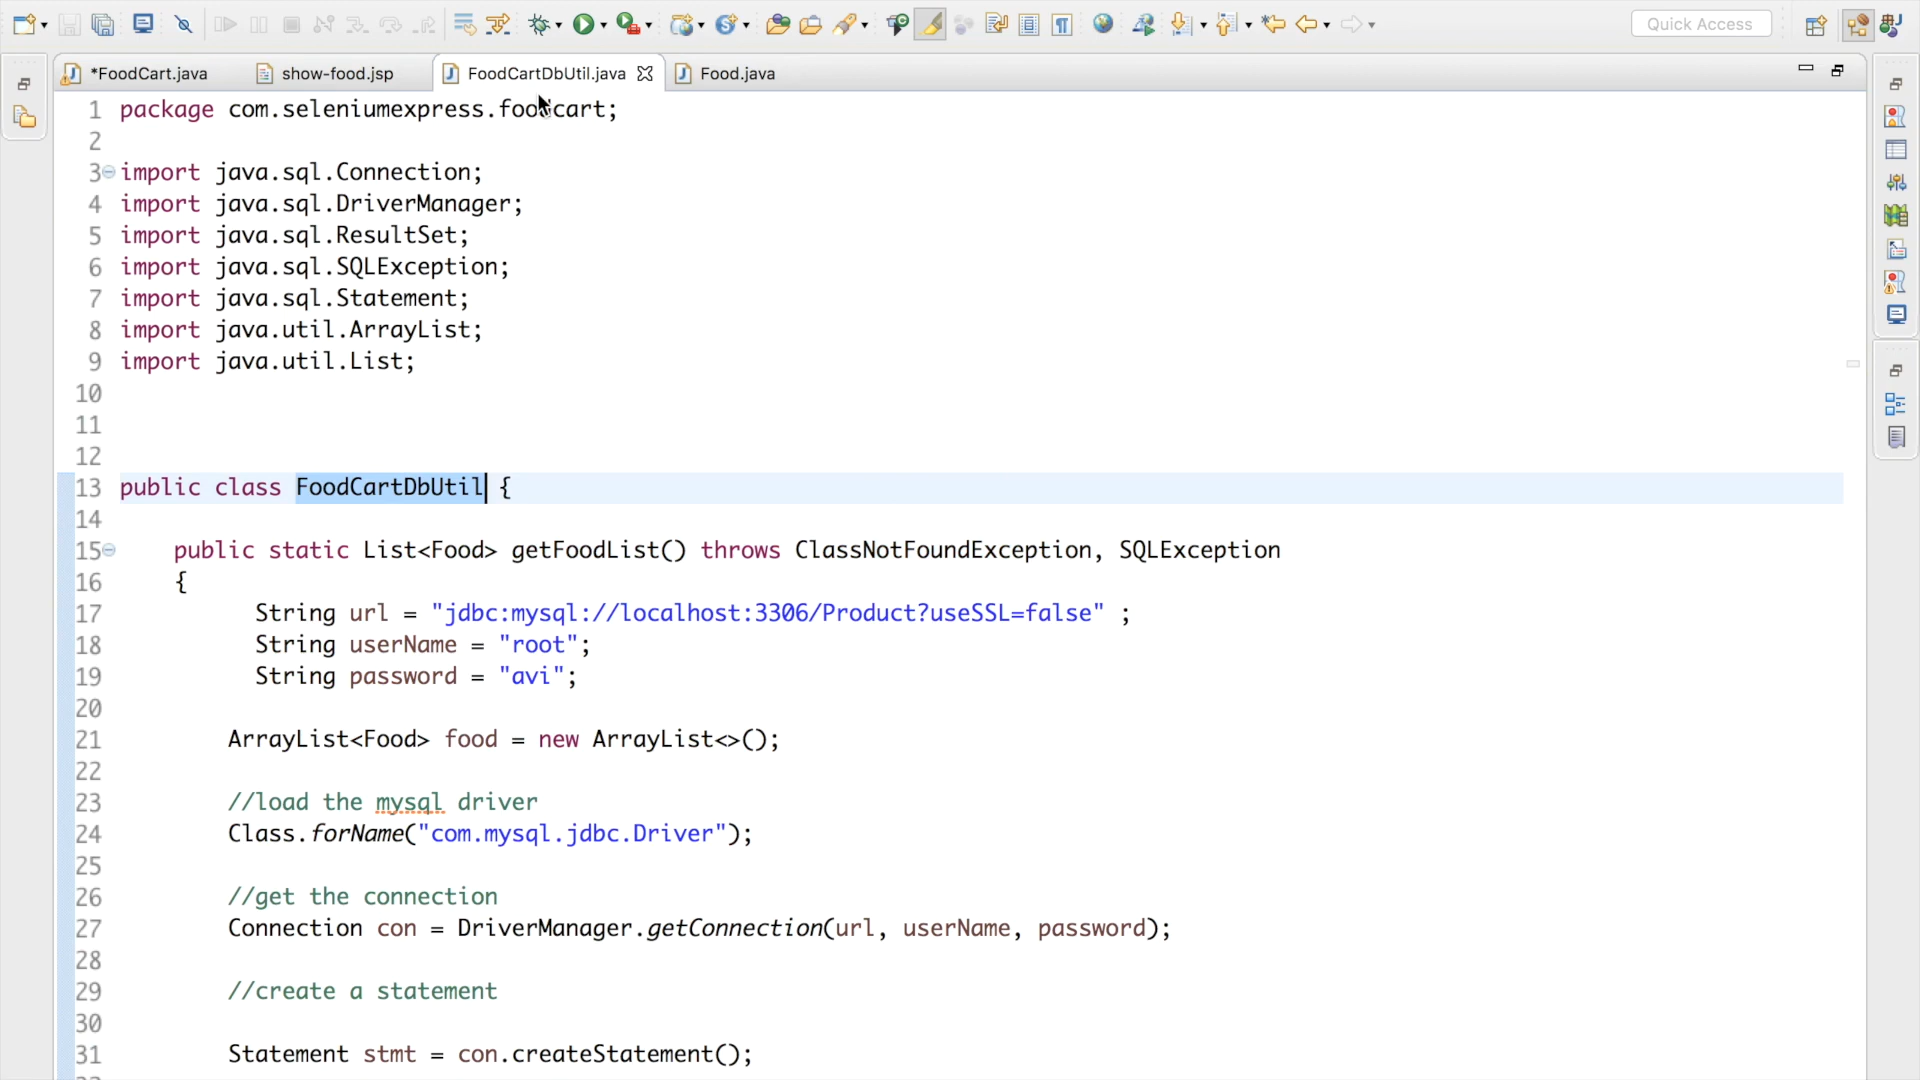 Quick Access
*FoodCart.java show-food.jsp FoodCartDbUtil.java Food.java
1 package com.seleniumexpress.foodcart;
2
3 import java.sql.Connection;
4 import java.sql.DriverManager;
5 import java.sql.ResultSet;
6 import java.sql.SQLException;
7 import java.sql.Statement;
8 import java.util.ArrayList;
9 import java.util.List;
10
11
12
13 public class FoodCartDbUtil {
14
15 public static List<Food> getFoodList() throws ClassNotFoundException, SQLException
16 {
17 String url = "jdbc:mysql://localhost:3306/Product?useSSL=false" ;
18 String userName = "root";
19 String password = "avi";
20
21 ArrayList<Food> food = new ArrayList<>();
22
23 //load the mysql driver
24 Class.forName("com.mysql.jdbc.Driver");
25
26 //get the connection
27 Connection con = DriverManager.getConnection(url, userName, password);
28
29 //create a statement
30
31 Statement stmt = con.createStatement();